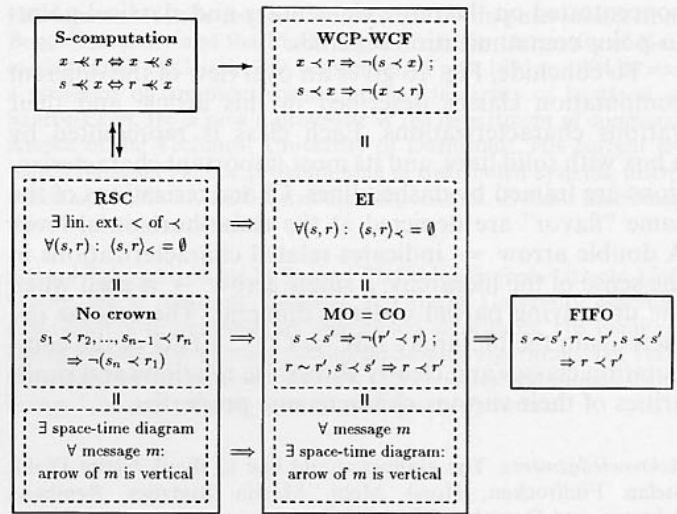 S-computation
x ≺ r ⇔ x ≺ s
s ≺ x ⇔ r ≺ x
WCP-WCF
x ≺ r ⇒ ¬(s ≺ x) ;
s ≺ x ⇒ ¬(x ≺ r)
RSC
∃ lin. ext. < of ≺
∀(s,r) : (s,r)< = ∅
EI
∀(s,r) : ⟨s,r⟩≺ = ∅
No crown
s₁ ≺ r₂, ... sₙ₋₁ ≺ rₙ
⇒ ¬(sₙ ≺ r₁)
MO = CO
s ≺ s′ ⇒ ¬(r′ ≺ r) ;
r ∼ r′, s ≺ s′ ⇒ r ≺ r′
FIFO
s ∼ s′, r ∼ r′, s ≺ s′
⇒ r ≺ r′
∃ space-time diagram
∀ message m:
arrow of m is vertical
∀ message m
∃ space-time diagram:
arrow of m is vertical